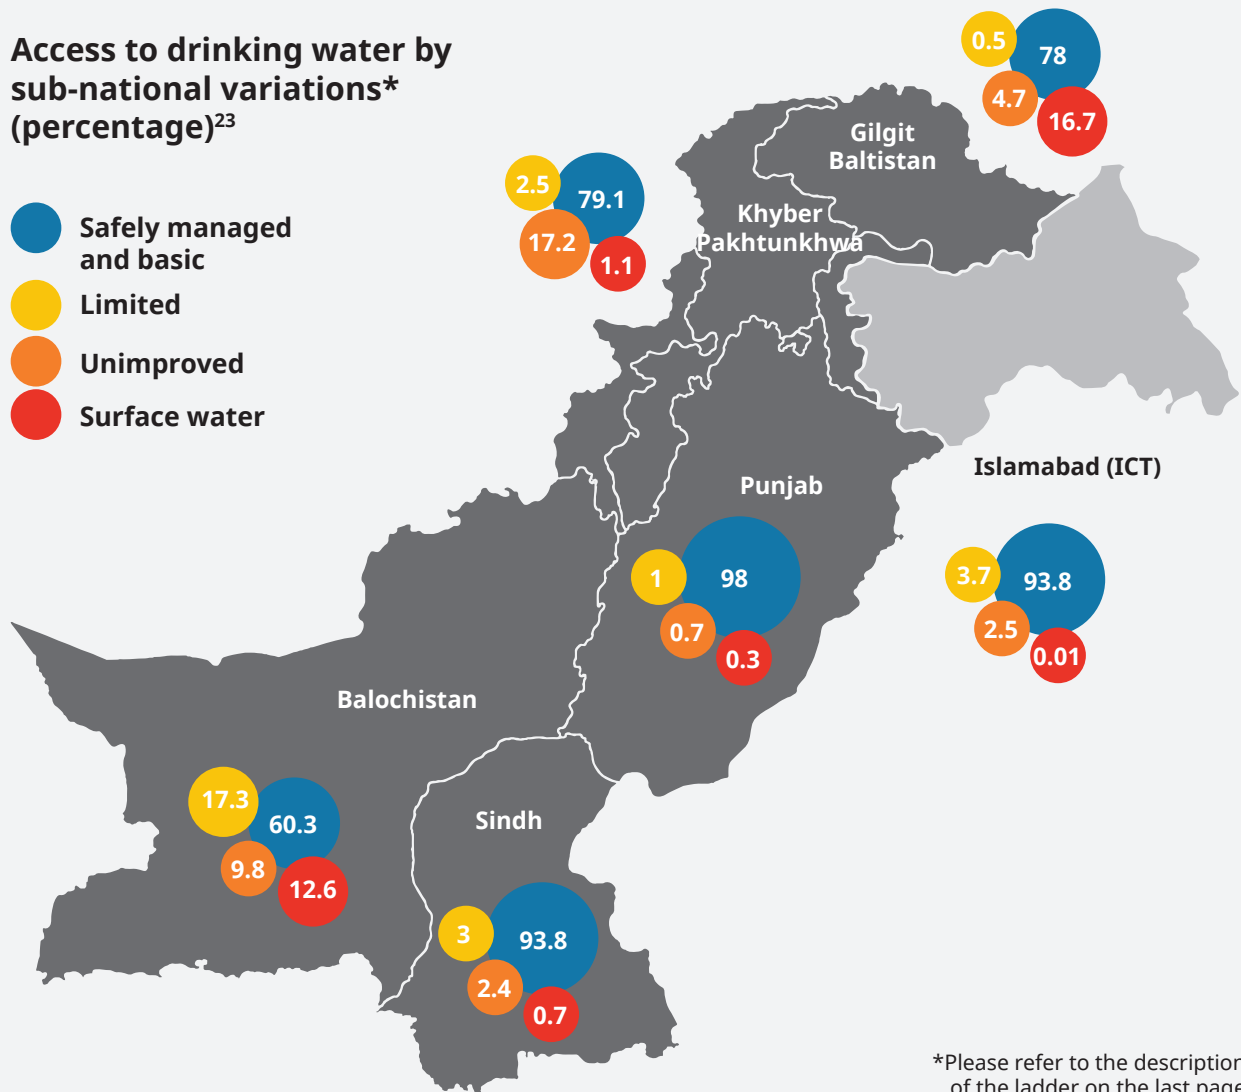 Access to drinking water by
sub-national variations*
(percentage)²³
Safely managed
and basic
Limited
Unimproved
Surface water
0.5
78
4.7
16.7
Gilgit
Baltistan
2.5
79.1
17.2
1.1
Khyber
Pakhtunkhwa
Islamabad (ICT)
3.7
93.8
2.5
0.01
Punjab
1
98
0.7
0.3
Balochistan
17.3
60.3
9.8
12.6
Sindh
3
93.8
2.4
0.7
*Please refer to the description
of the ladder on the last page